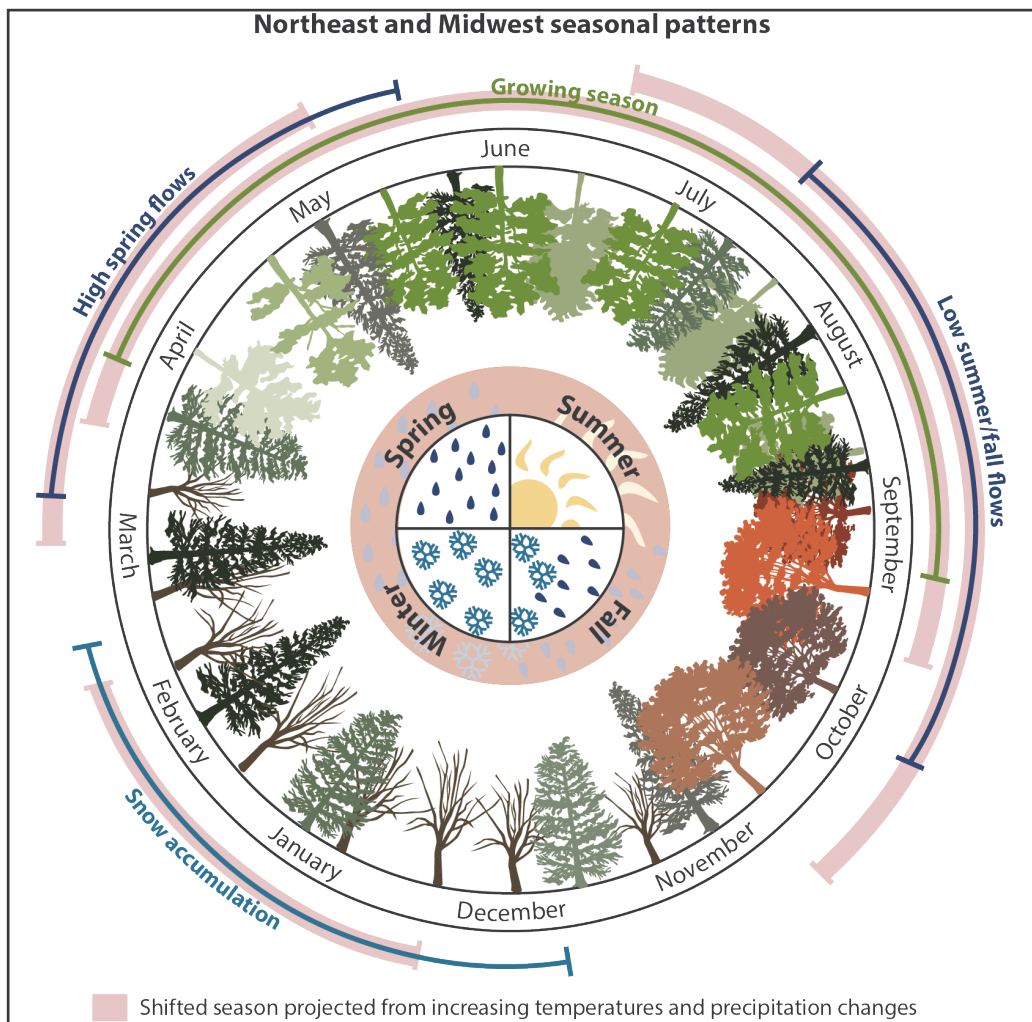 Northeast and Midwest seasonal patterns
Growing season
High spring flows
Low summer/fall flows
Snow accumulation
June
July
August
September
October
November
December
January
February
March
April
May
Spring
Summer
Fall
Winter
Shifted season projected from increasing temperatures and precipitation changes